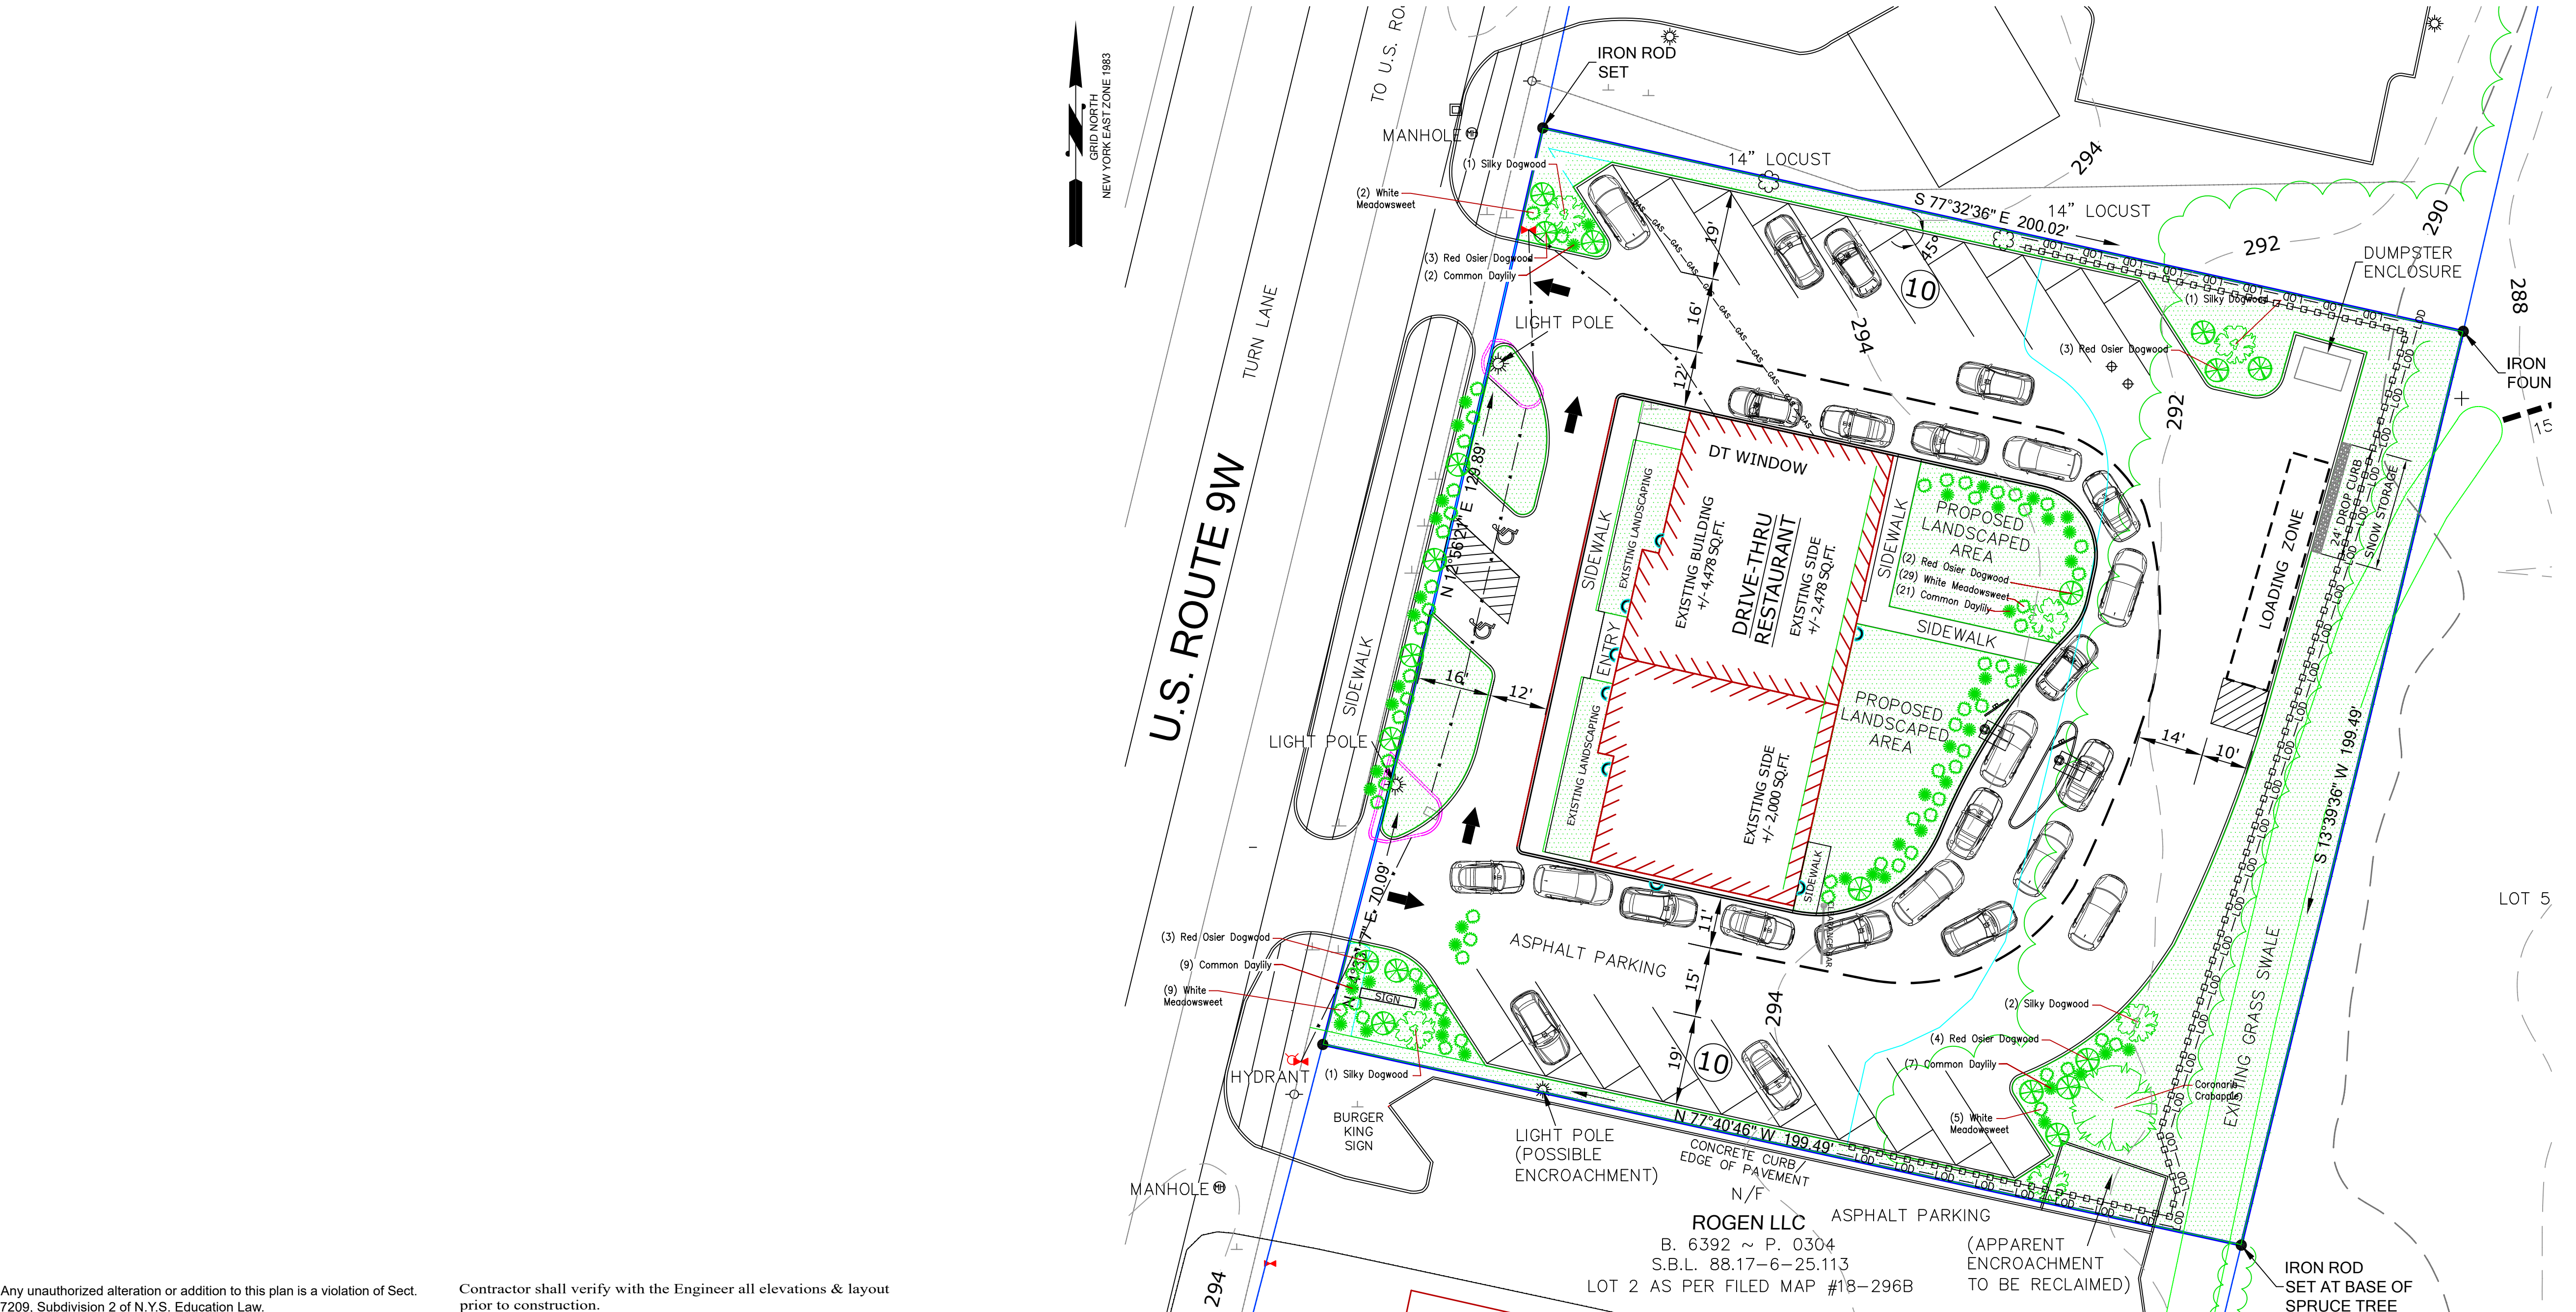 GRID NORTH
NEW YORK EAST ZONE 1983
TURN LANE
U.S. ROUTE 9W
TO U.S. RO
IRON ROD
SET
MANHOLE
MH
(1) Silky Dogwood
(2) White
Meadowsweet
(3) Red Osier Dogwood
(2) Common Daylily
14" LOCUST
S 77°32'36" E 200.02'
14" LOCUST
294
290
292
288
DUMPSTER
ENCLOSURE
(1) Silky Dogwood
(3) Red Osier Dogwood
IRON
FOUN
15
LIGHT POLE
GAS
19'
16'
12'
45°
10
294
292
N 12°56'21" E 129.89'
SIDEWALK
16'
12'
LIGHT POLE
SIDEWALK
EXISTING LANDSCAPING
ENTRY
EXISTING LANDSCAPING
DT WINDOW
EXISTING BUILDING
+/- 4,478 SQ.FT.
DRIVE-THRU
RESTAURANT
EXISTING SIDE
+/- 2,478 SQ.FT.
EXISTING SIDE
+/- 2,000 SQ.FT.
SIDEWALK
PROPOSED
LANDSCAPED
AREA
(2) Red Osier Dogwood
(29) White Meadowsweet
(21) Common Daylily
SIDEWALK
PROPOSED
LANDSCAPED
AREA
SIDEWALK
LOADING ZONE
24' DROP CURB
SNOW STORAGE
LOD
14'
10'
S 13°39'36" W 199.49'
EXISTING GRASS SWALE
LOT 5
(3) Red Osier Dogwood
(9) Common Daylily
(9) White
Meadowsweet
SIGN
HYDRANT
(1) Silky Dogwood
BURGER
KING
SIGN
MANHOLE
MH
294
ASPHALT PARKING
11'
15'
19'
10
294
LIGHT POLE
(POSSIBLE
ENCROACHMENT)
N 77°40'46" W 199.49'
CONCRETE CURB/
EDGE OF PAVEMENT
N/F
ROGEN LLC
B. 6392 ~ P. 0304
S.B.L. 88.17-6-25.113
LOT 2 AS PER FILED MAP #18-296B
ASPHALT PARKING
(2) Silky Dogwood
(4) Red Osier Dogwood
(7) Common Daylily
(5) White
Meadowsweet
Coronaria
Crabapple
(APPARENT
ENCROACHMENT
TO BE RECLAIMED)
IRON ROD
SET AT BASE OF
SPRUCE TREE
Any unauthorized alteration or addition to this plan is a violation of Sect.
7209, Subdivision 2 of N.Y.S. Education Law.
Contractor shall verify with the Engineer all elevations & layout
prior to construction.